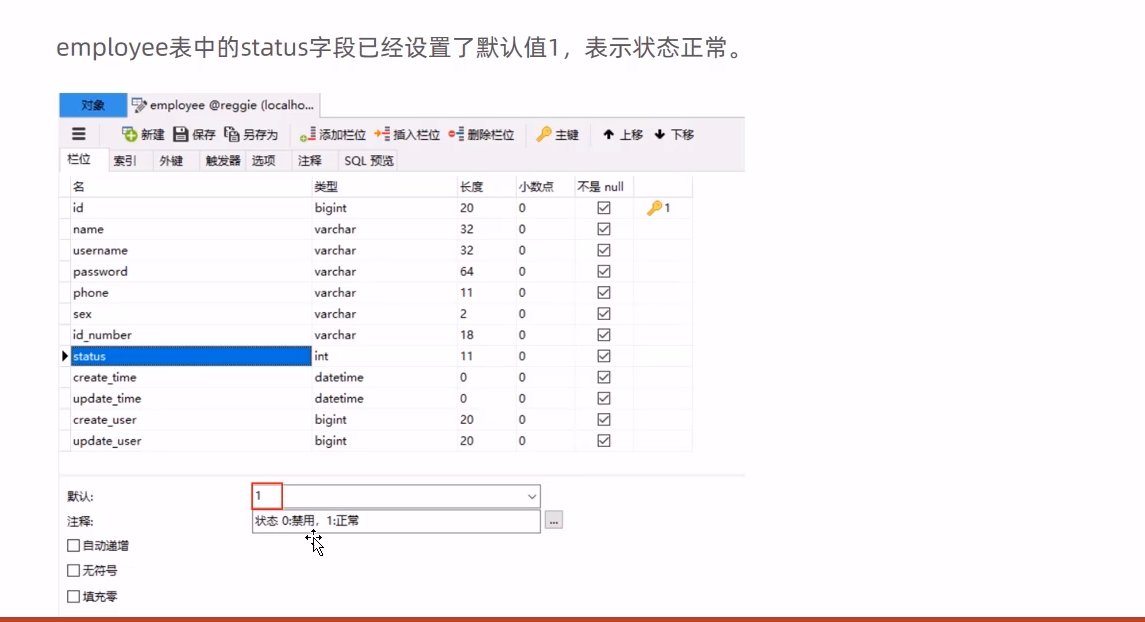 employee表中的status字段已经设置了默认值1，表示状态正常。
对象 employee @reggie (localho...
新建 保存 另存为 添加栏位 插入栏位 删除栏位 主键 上移 下移
栏位 索引 外键 触发器 选项 注释 SQL 预览
名 类型 长度 小数点 不是 null
id bigint 20 0 1
name varchar 32 0
username varchar 32 0
password varchar 64 0
phone varchar 11 0
sex varchar 2 0
id_number varchar 18 0
status int 11 0
create_time datetime 0 0
update_time datetime 0 0
create_user bigint 20 0
update_user bigint 20 0
默认: 1
注释: 状态 0:禁用，1:正常 ...
自动递增
无符号
填充零